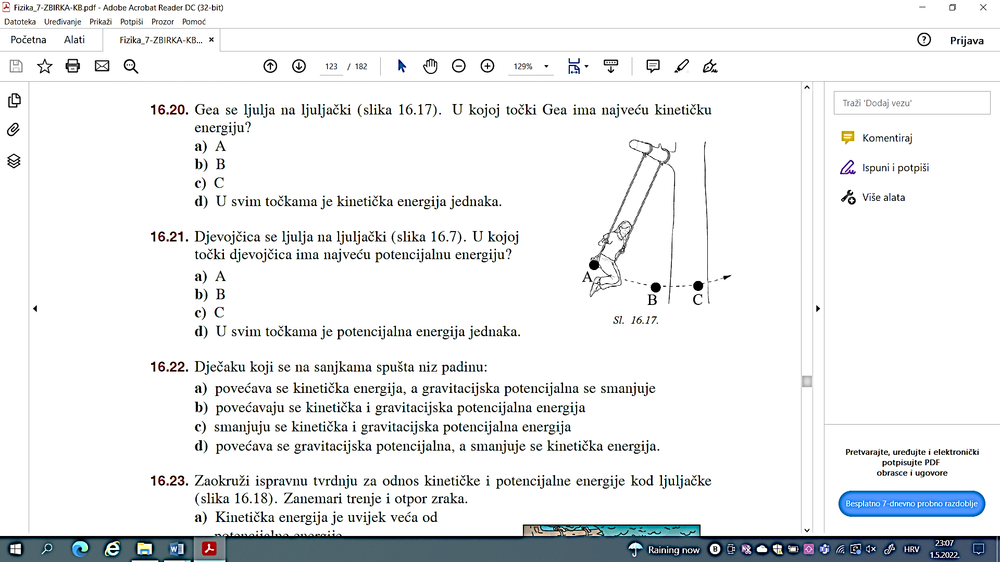 Fizika_7-ZBIRKA-KB.pdf - Adobe Acrobat Reader DC (32-bit)
Datoteka Uređivanje Prikaži Potpiši Prozor Pomoć
Početna Alati Fizika_7-ZBIRKA-KB... × Prijava
123 / 182 129%
16.20. Gea se ljulja na ljuljački (slika 16.17). U kojoj točki Gea ima najveću kinetičku
energiju?
a) A
b) B
c) C
d) U svim točkama je kinetička energija jednaka.
16.21. Djevojčica se ljulja na ljuljački (slika 16.7). U kojoj
točki djevojčica ima najveću potencijalnu energiju?
a) A
b) B
c) C
d) U svim točkama je potencijalna energija jednaka.
A
B C
Sl. 16.17.
16.22. Dječaku koji se na sanjkama spušta niz padinu:
a) povećava se kinetička energija, a gravitacijska potencijalna se smanjuje
b) povećavaju se kinetička i gravitacijska potencijalna energija
c) smanjuju se kinetička i gravitacijska potencijalna energija
d) povećava se gravitacijska potencijalna, a smanjuje se kinetička energija.
16.23. Zaokruži ispravnu tvrdnju za odnos kinetičke i potencijalne energije kod ljuljačke
(slika 16.18). Zanemari trenje i otpor zraka.
a) Kinetička energija je uvijek veća od
potencijalne energije
Traži 'Dodaj vezu'
Komentiraj
Ispuni i potpiši
Više alata
Pretvarajte, uređujte i elektronički
potpisujte PDF
obrasce i ugovore
Besplatno 7-dnevno probno razdoblje
Raining now HRV 23:07
1.5.2022.